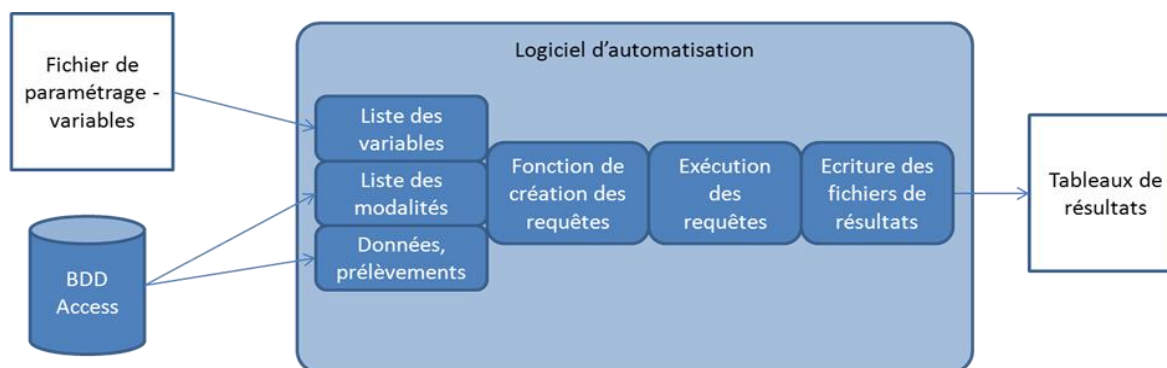 Fichier de
paramétrage -
variables
BDD
Access
Logiciel d'automatisation
Liste des
variables
Liste des
modalités
Données,
prélèvements
Fonction de
création des
requêtes
Exécution
des
requêtes
Ecriture des
fichiers de
résultats
Tableaux de
résultats